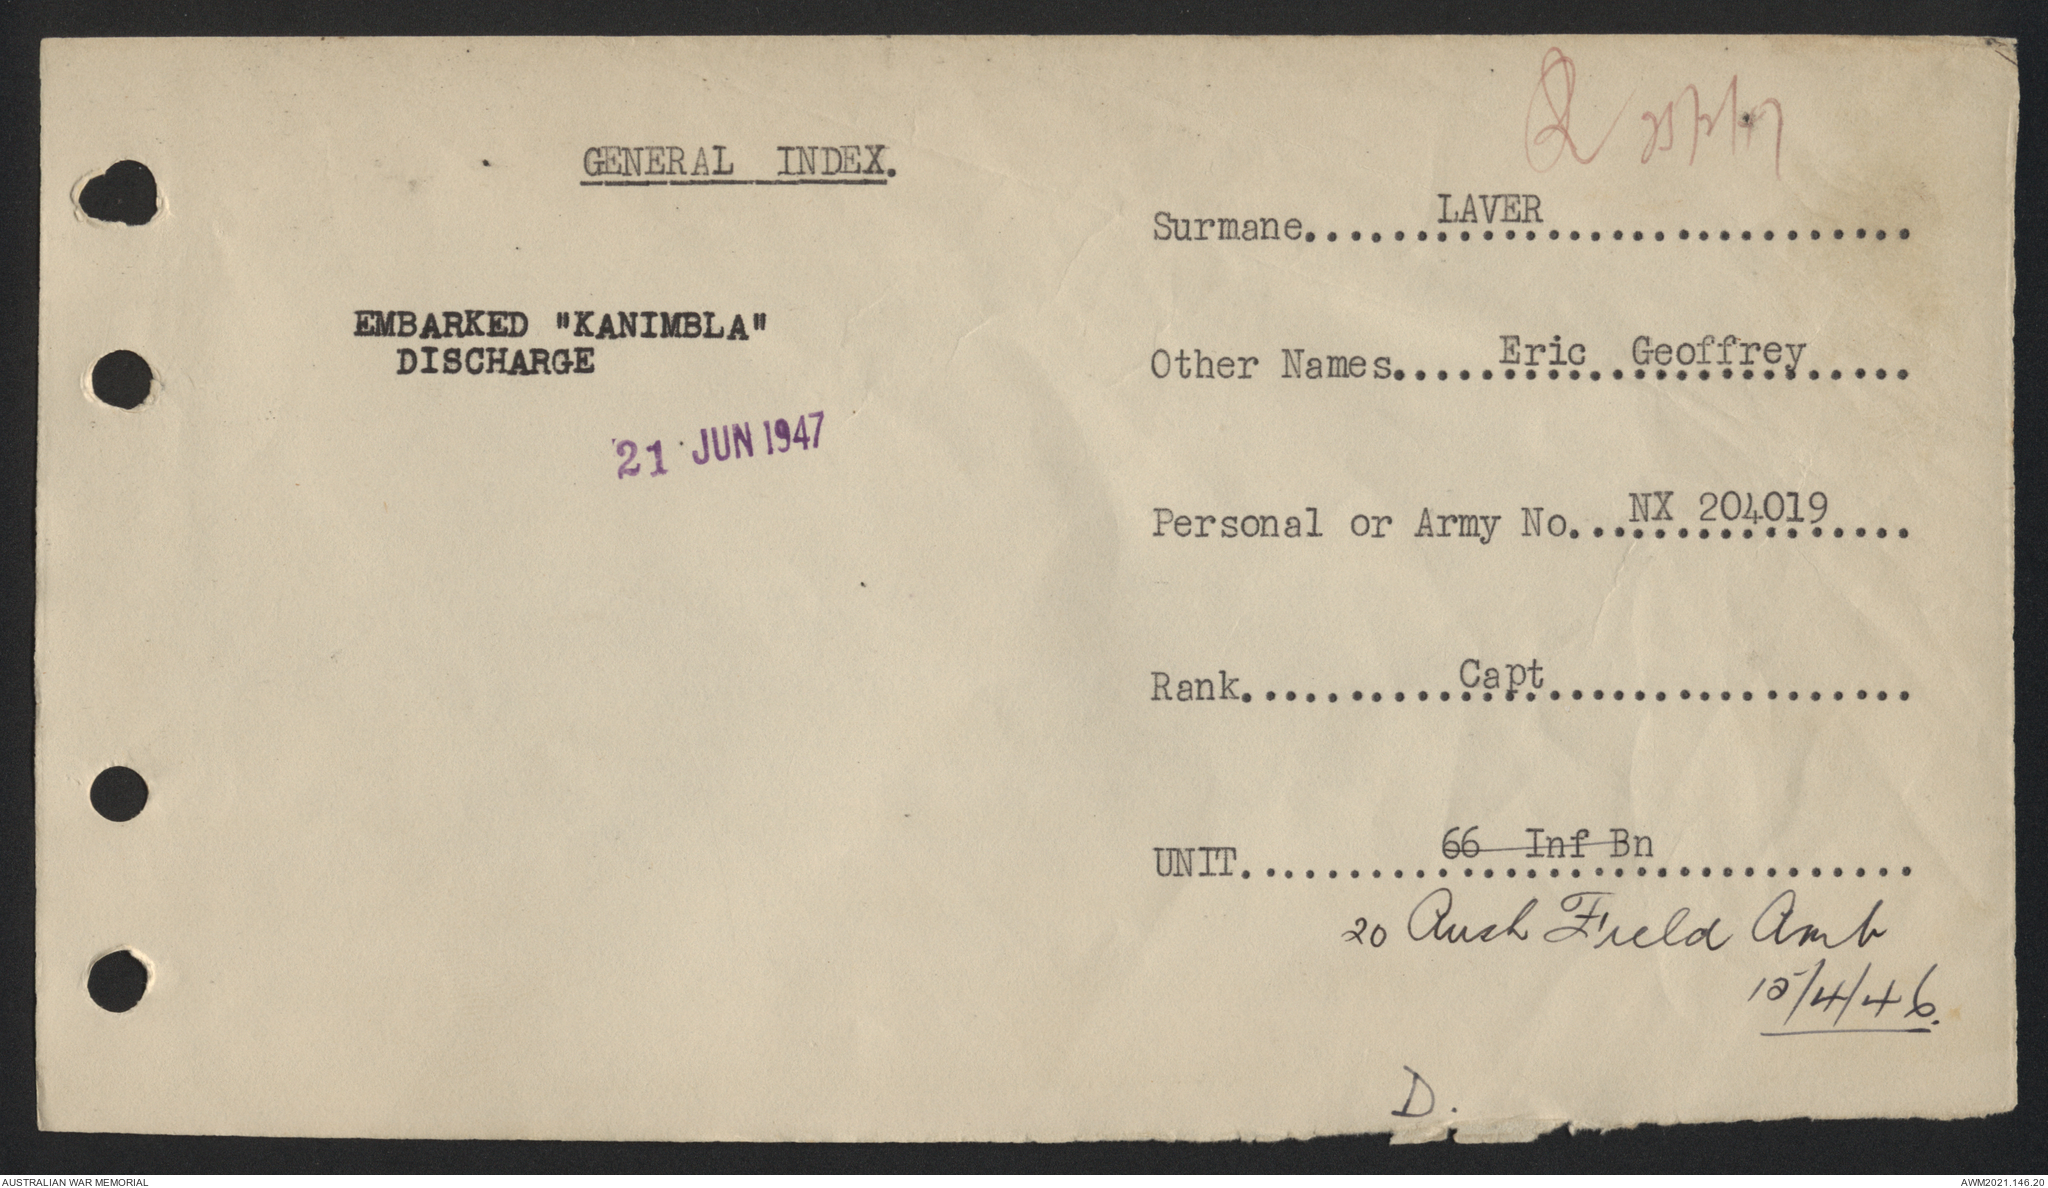 GENERAL INDEX.
EMBARKED "KANIMBLA"
DISCHARGE
21 JUN 1947
Surmane..... LAVER .....
Other Names..... Eric Geoffrey .....
Personal or Army No... NX 204019 .....
Rank..... Capt .....
UNIT..... 66 Inf Bn .....
20 Aust Field Amb
15/4/46.
D.
AUSTRALIAN WAR MEMORIAL
AWM2021.146.20